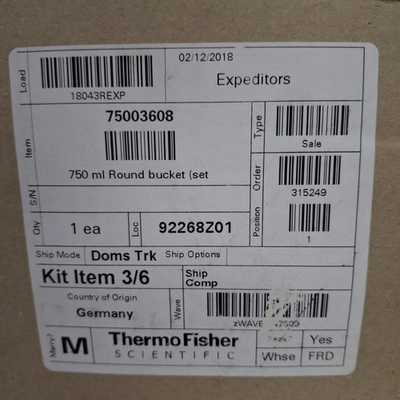 02/12/2018
Load
18043REXP
Expeditors
75003608
Item
750 ml Round bucket (set
Type
Sale
Order
315249
S/N
Qty
1 ea
Loc
92268Z01
Position
1
Ship Mode Doms Trk Ship Options
Kit Item 3/6
Ship
Comp
Country of Origin
Germany
Wave
zWAVE
Marry?
M
ThermoFisher
SCIENTIFIC
Yes
Whse FRD